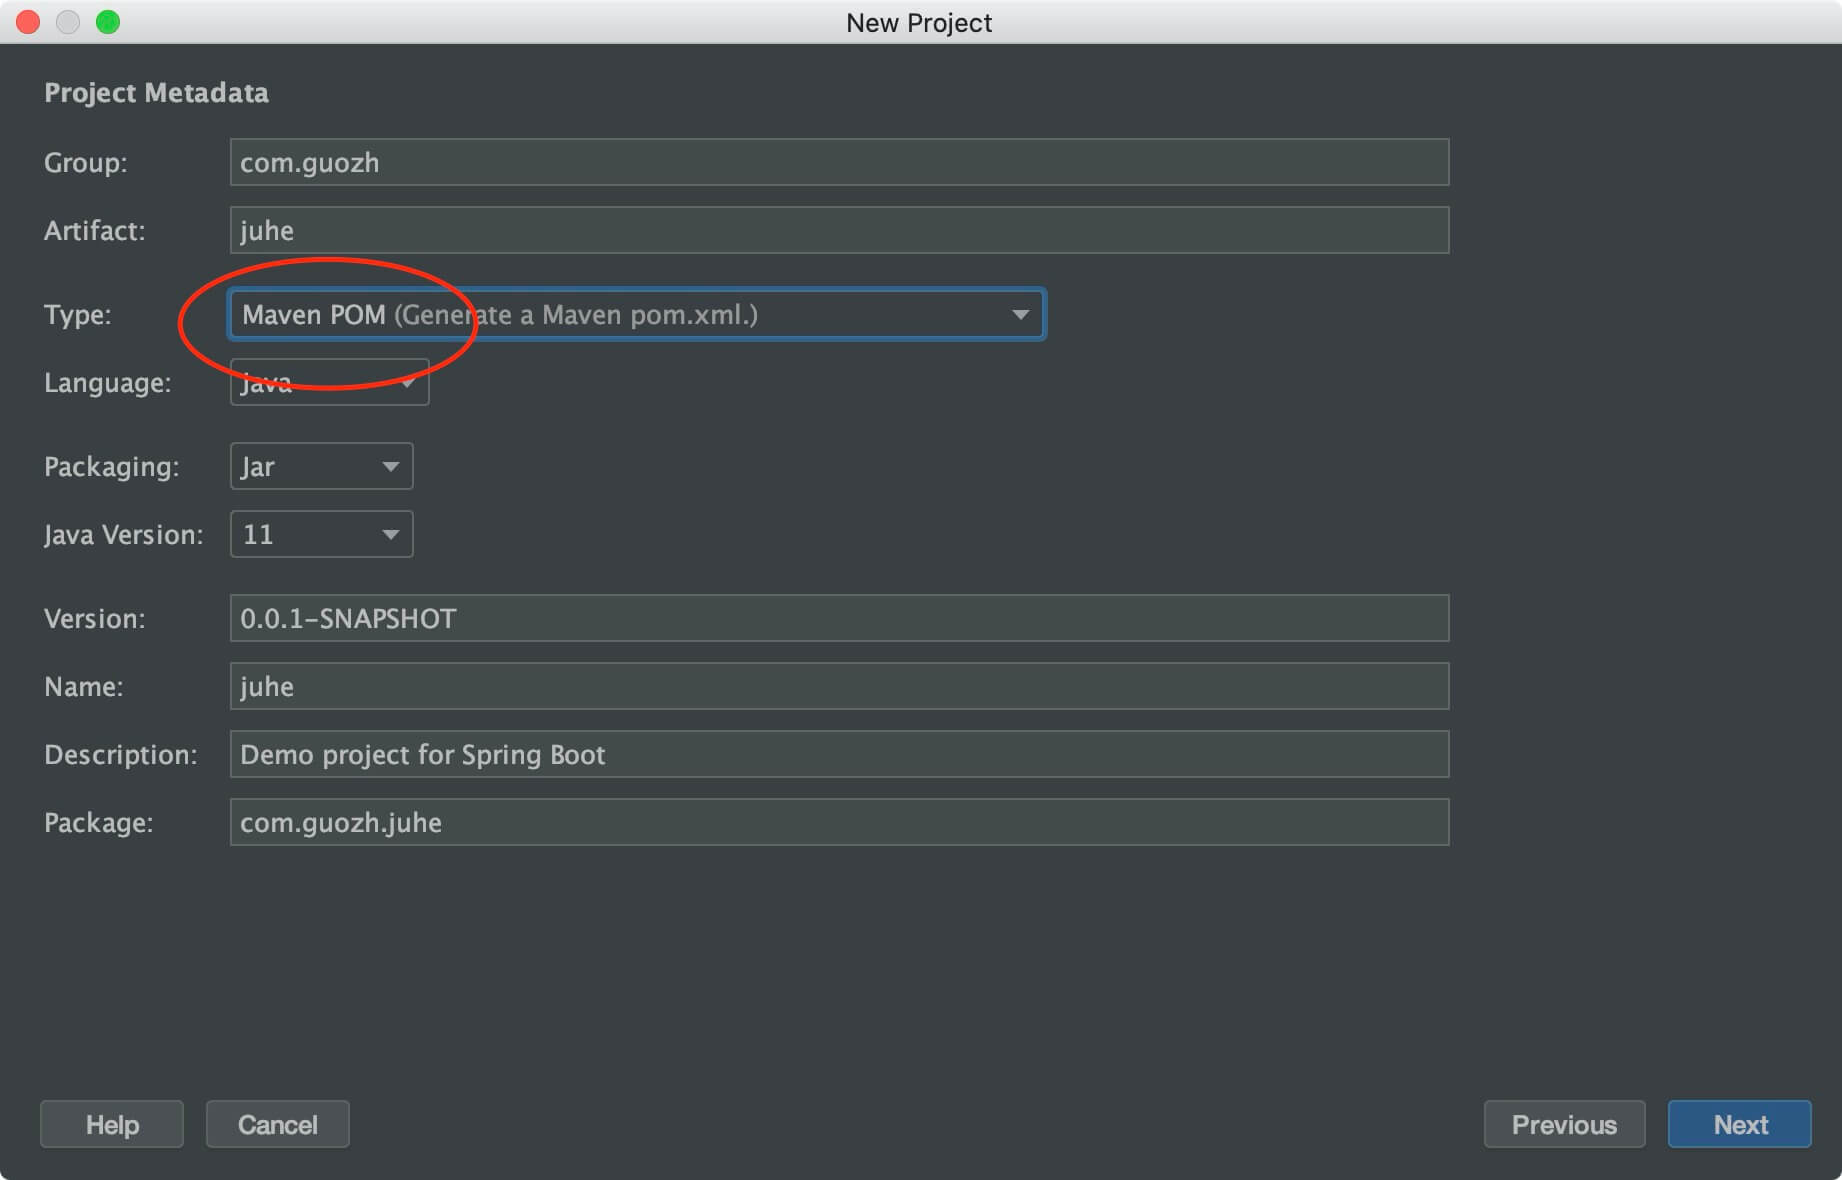 New Project
Project Metadata
Group: com.guozh
Artifact: juhe
Type: Maven POM (Generate a Maven pom.xml.)
Language: Java
Packaging: Jar
Java Version: 11
Version: 0.0.1-SNAPSHOT
Name: juhe
Description: Demo project for Spring Boot
Package: com.guozh.juhe
Help Cancel Previous Next